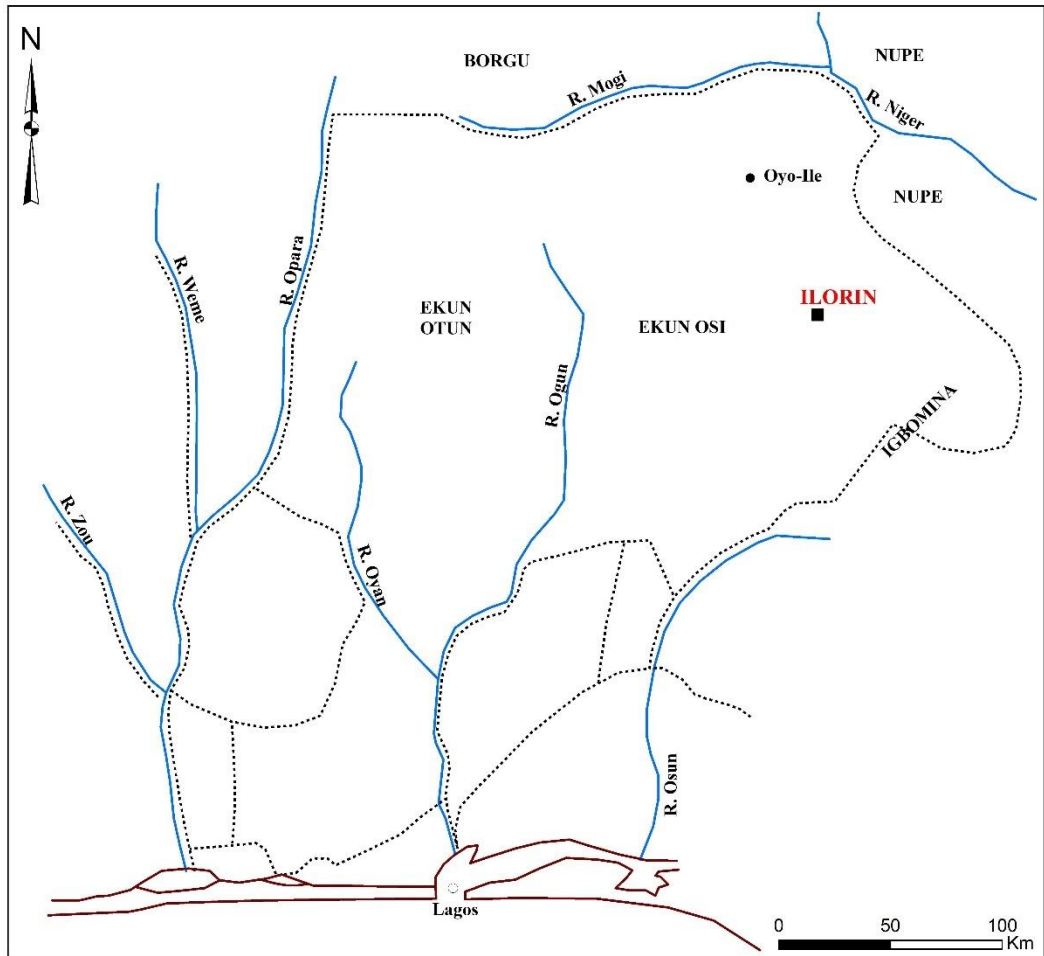 N
BORGU
NUPE
R. Mogi
R. Niger
Oyo-Ile
NUPE
R. Weme
R. Opara
EKUN
OTUN
R. Ogun
EKUN OSI
ILORIN
IGBOMINA
R. Zou
R. Oyan
R. Osun
Lagos
0 50 100
Km